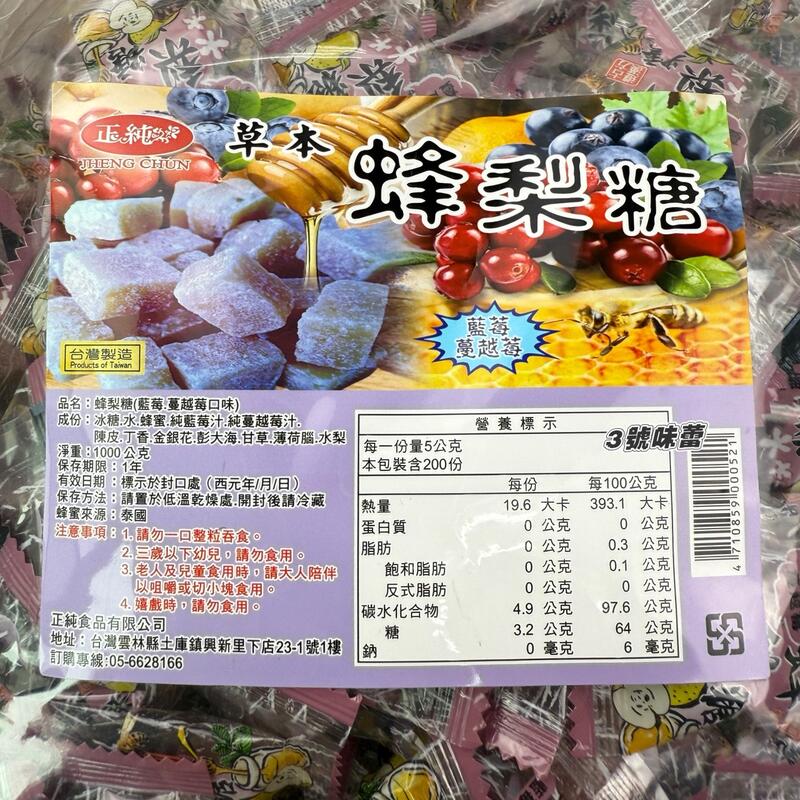 正純
JHENG CHUN
草本
蜂梨糖
藍莓
蔓越莓
台灣製造
Products of Taiwan
品名：蜂梨糖(藍莓.蔓越莓口味)
成份：冰糖.水.蜂蜜.純藍莓汁.純蔓越莓汁.
陳皮.丁香.金銀花.彭大海.甘草.薄荷腦.水梨
淨重：1000公克
保存期限：1年
有效日期：標示於封口處（西元年/月/日）
保存方法：請置於低溫乾燥處.開封後請冷藏
蜂蜜來源：泰國
注意事項：1.請勿一口整粒吞食。
2.三歲以下幼兒，請勿食用。
3.老人及兒童食用時，請大人陪伴
以咀嚼或切小塊食用。
4.嬉戲時，請勿食用。
正純食品有限公司
地址：台灣雲林縣土庫鎮興新里下店23-1號1樓
訂購專線:05-6628166
營養標示
3號味蕾
每一份量5公克
本包裝含200份
每份 每100公克
熱量 19.6 大卡 393.1 大卡
蛋白質 0 公克 0 公克
脂肪 0 公克 0.3 公克
飽和脂肪 0 公克 0.1 公克
反式脂肪 0 公克 0 公克
碳水化合物 4.9 公克 97.6 公克
糖 3.2 公克 64 公克
鈉 0 毫克 6 毫克
4 710859 000521